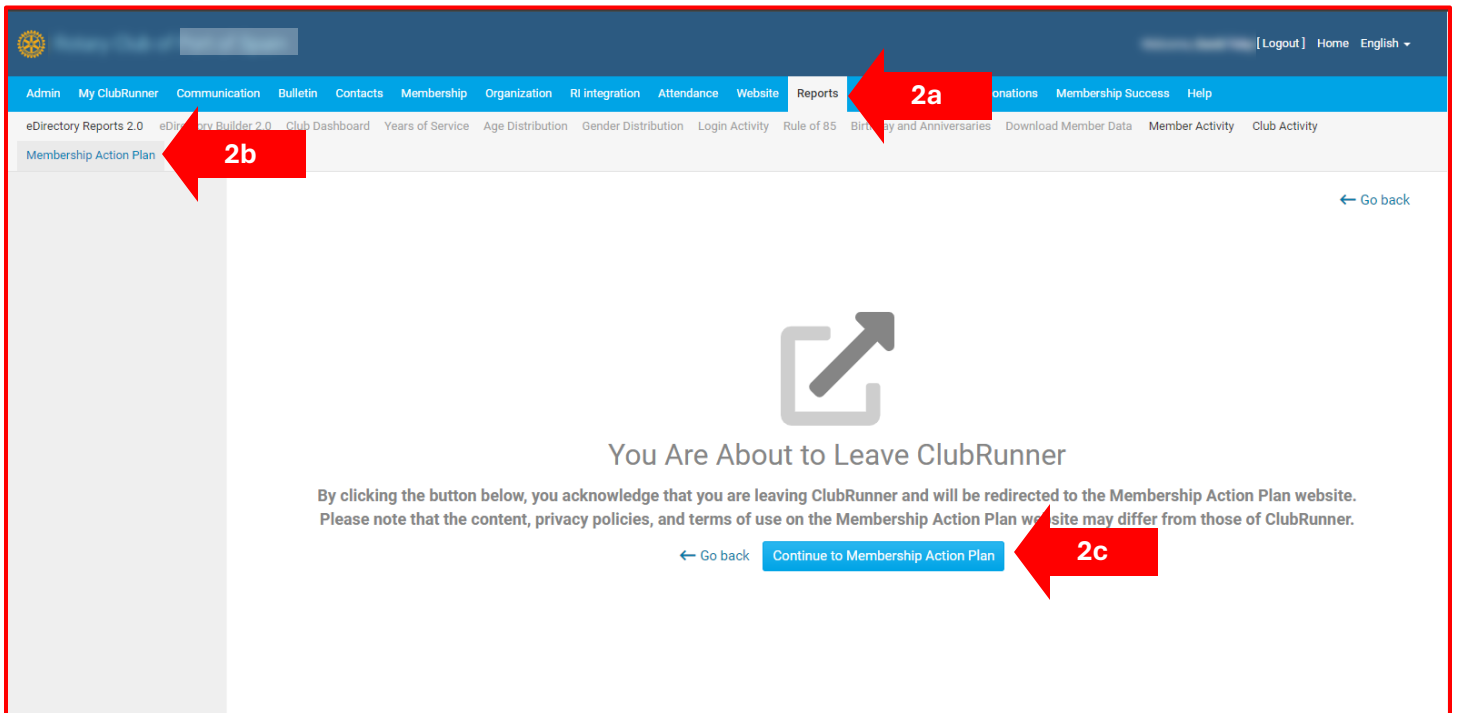 [ Logout ] Home English
Admin My ClubRunner Communication Bulletin Contacts Membership Organization RI integration Attendance Website Reports 2a onations Membership Success Help
eDirectory Reports 2.0 eDirectory Builder 2.0 Club Dashboard Years of Service Age Distribution Gender Distribution Login Activity Rule of 85 Birthday and Anniversaries Download Member Data Member Activity Club Activity
Membership Action Plan 2b
← Go back
You Are About to Leave ClubRunner
By clicking the button below, you acknowledge that you are leaving ClubRunner and will be redirected to the Membership Action Plan website.
Please note that the content, privacy policies, and terms of use on the Membership Action Plan website may differ from those of ClubRunner.
← Go back Continue to Membership Action Plan 2c